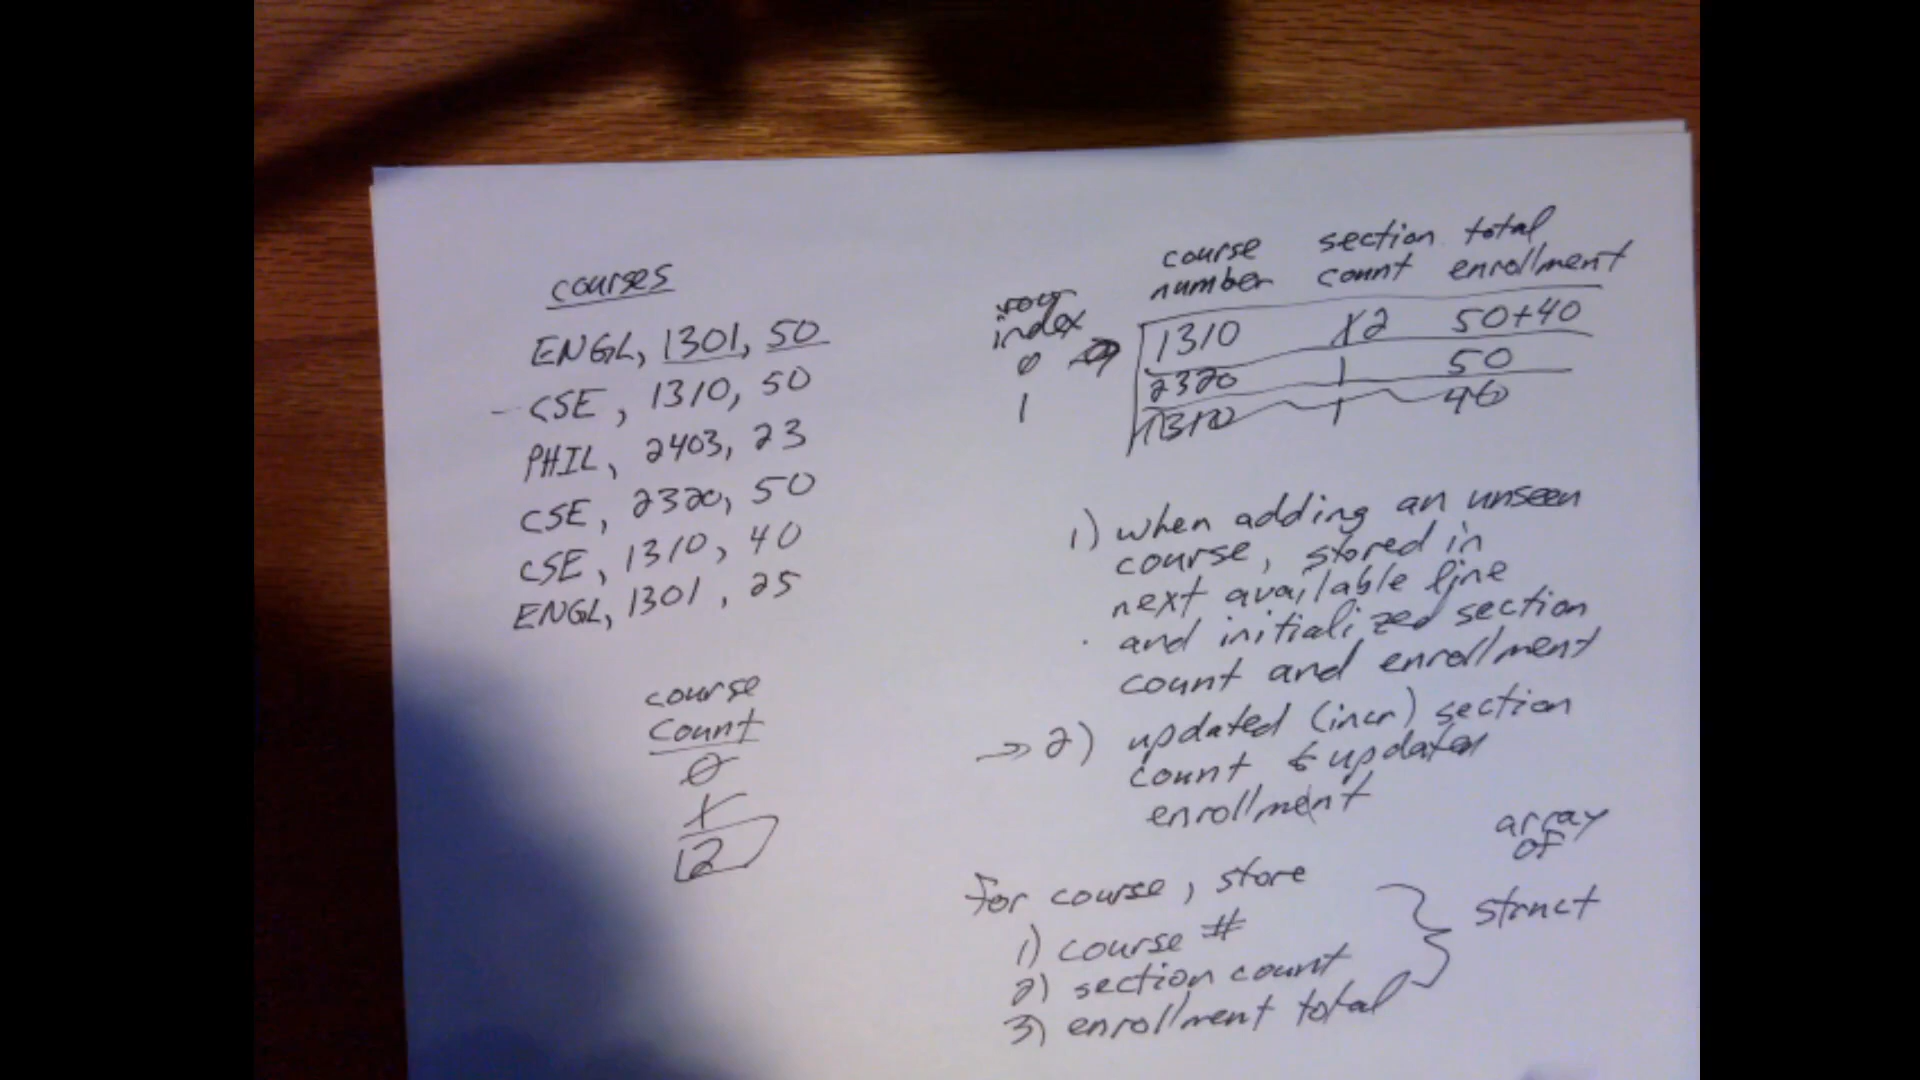 courses
ENGL, 1301, 50
CSE, 1310, 50
PHIL, 2403, 23
CSE, 2320, 50
CSE, 1310, 40
ENGL, 1301, 25
course
count
0
1
2
course section total
number count enrollment
row
index
0 1310 1 2 50+40
1 2320 1 50
1310 1 40
1) when adding an unseen
course, stored in
next available line
and initialized section
count and enrollment
→ 2) updated (incr) section
count & updated
enrollment
array
of
struct
For course, store
1) course #
2) section count
3) enrollment total